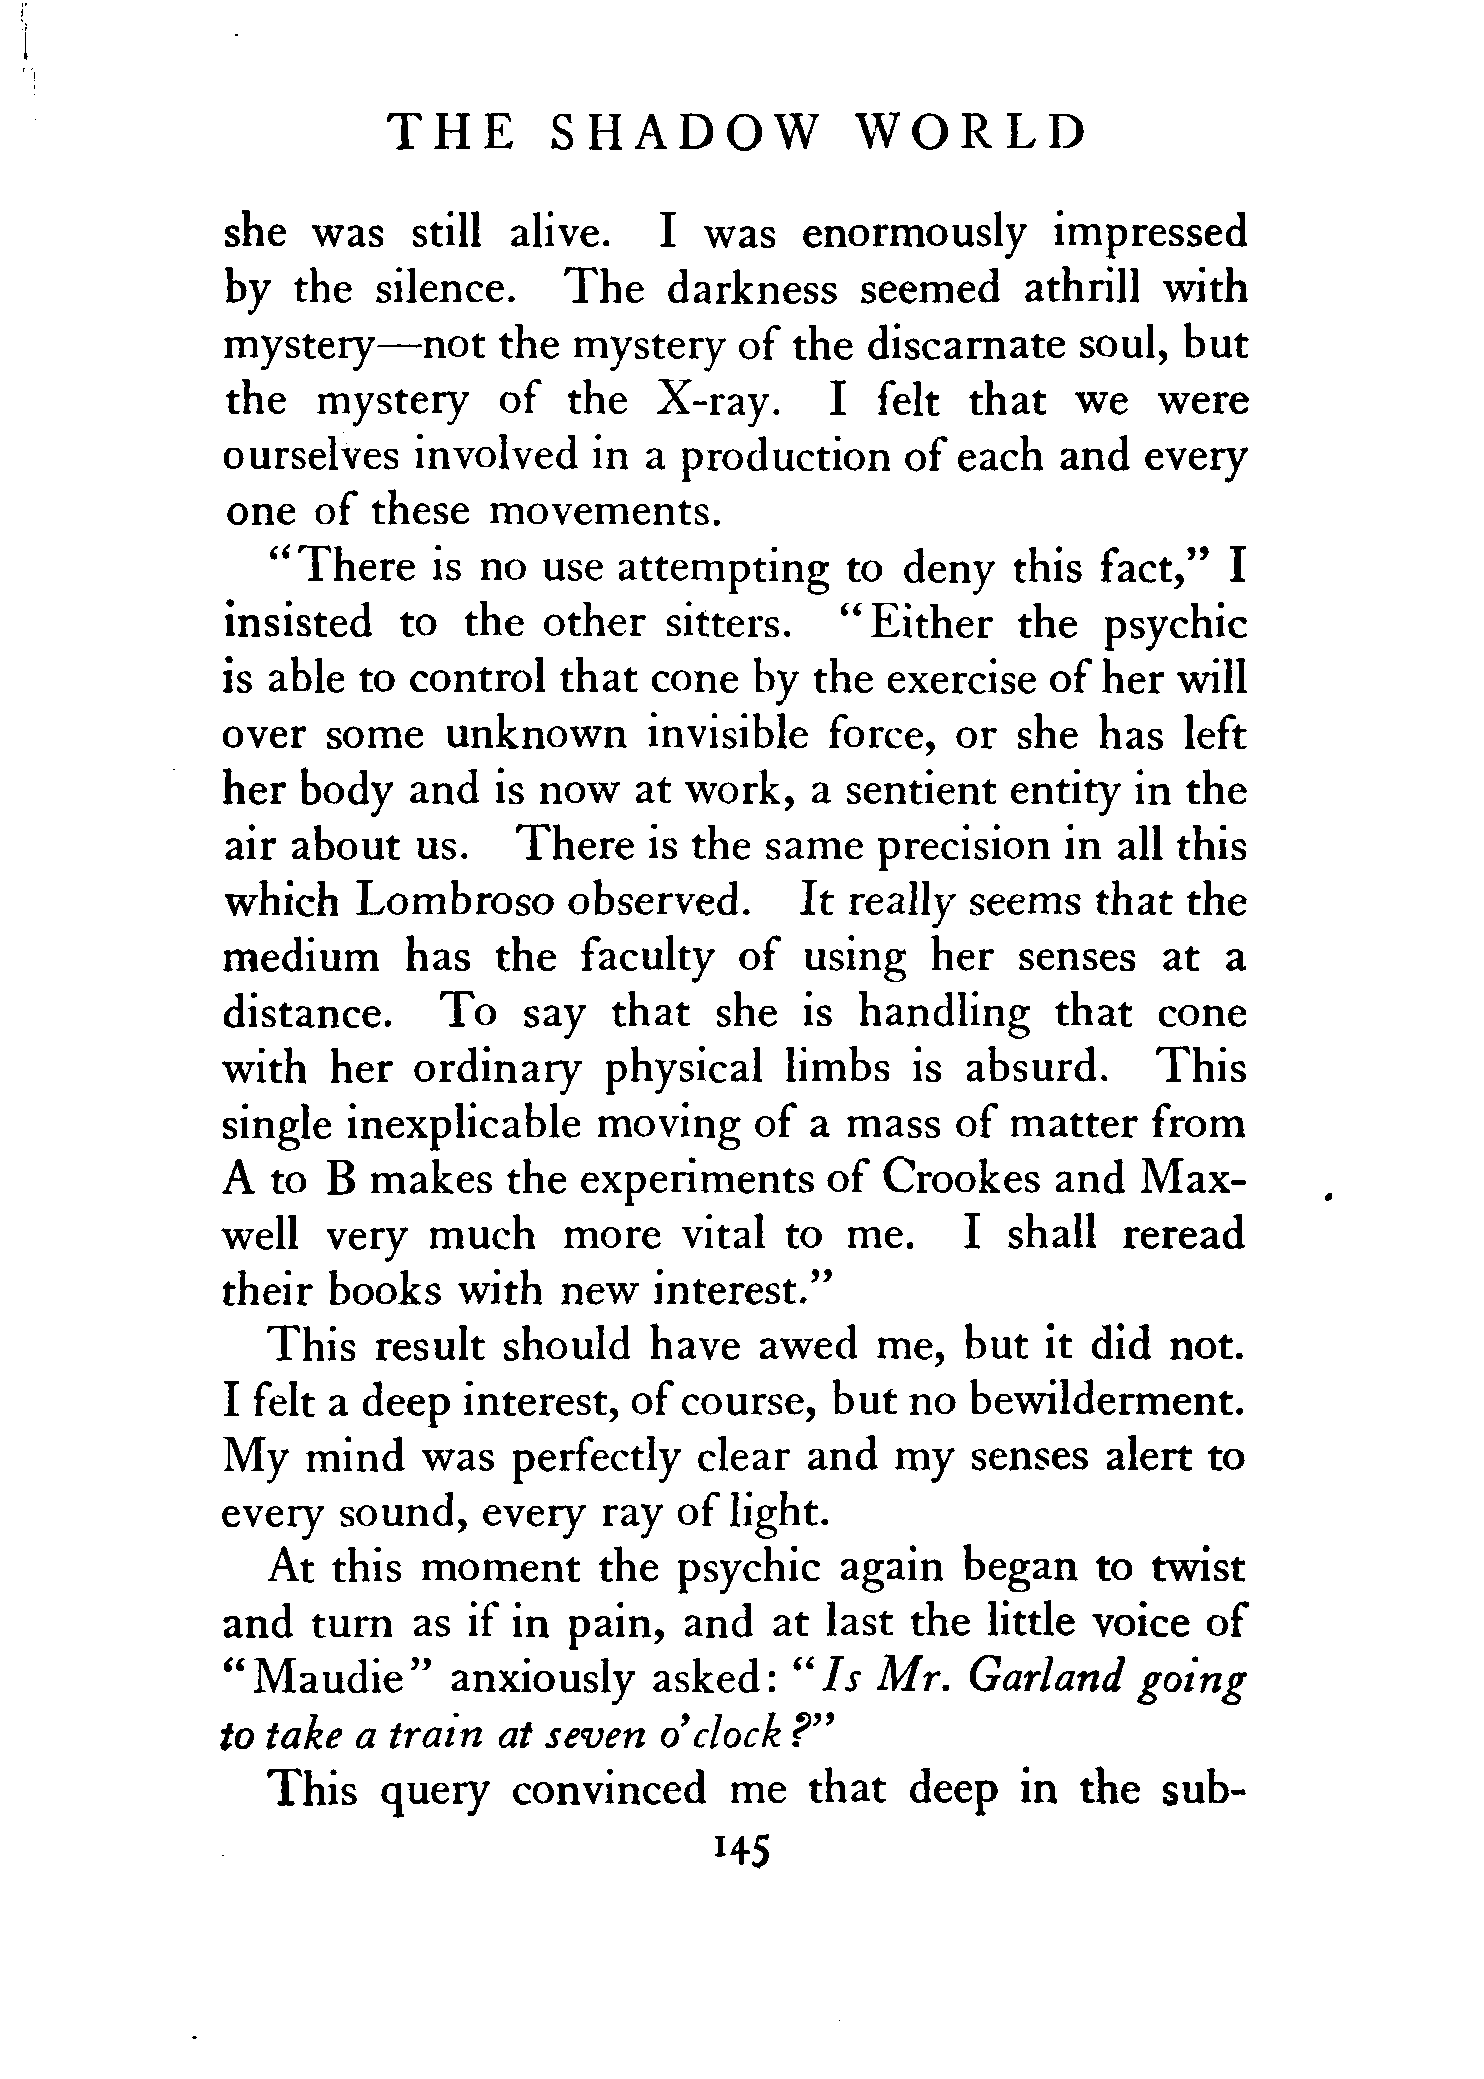 THE SHADOW WORLD
she was still alive. I was enormously impressed
by the silence. The darkness seemed athrill with
mystery—not the mystery of the discarnate soul, but
the mystery of the X-ray. I felt that we were
ourselves involved in a production of each and every
one of these movements.
“There is no use attempting to deny this fact,” I
insisted to the other sitters. “Either the psychic
is able to control that cone by the exercise of her will
over some unknown invisible force, or she has left
her body and is now at work, a sentient entity in the
air about us. There is the same precision in all this
which Lombroso observed. It really seems that the
medium has the faculty of using her senses at a
distance. To say that she is handling that cone
with her ordinary physical limbs is absurd. This
single inexplicable moving of a mass of matter from
A to B makes the experiments of Crookes and Max-
well very much more vital to me. I shall reread
their books with new interest.”
This result should have awed me, but it did not.
I felt a deep interest, of course, but no bewilderment.
My mind was perfectly clear and my senses alert to
every sound, every ray of light.
At this moment the psychic again began to twist
and turn as if in pain, and at last the little voice of
“Maudie” anxiously asked: “Is Mr. Garland going
to take a train at seven o’clock?”
This query convinced me that deep in the sub-
145